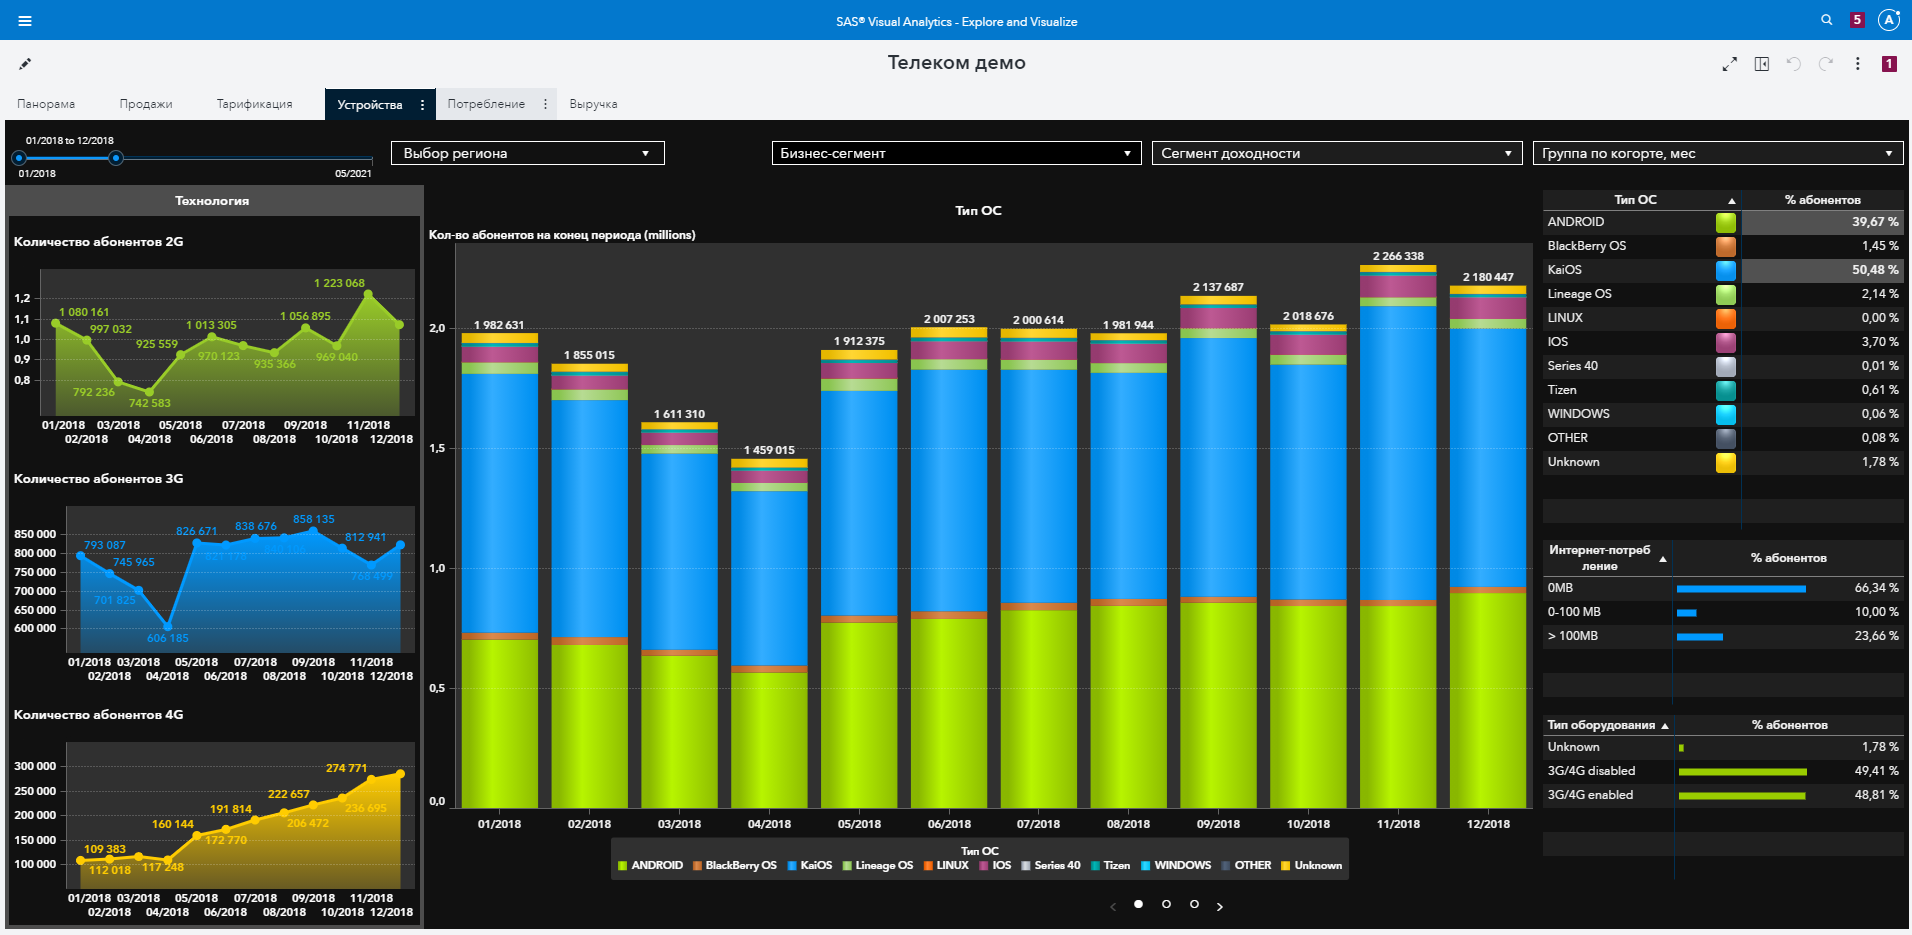 SAS® Visual Analytics - Explore and Visualize
5
A
Телеком демо
1
Панорама
Продажи
Тарификация
Устройства
Потребление
Выручка
01/2018 to 12/2018
01/2018
05/2021
Выбор региона
Бизнес-сегмент
Сегмент доходности
Группа по когорте, мес
Технология
Количество абонентов 2G
1,2
1,1
1,0
0,9
0,8
1 080 161
997 032
792 236
742 583
925 559
1 013 305
970 123
935 366
1 056 895
969 040
1 223 068
01/2018 03/2018 05/2018 07/2018 09/2018 11/2018
02/2018 04/2018 06/2018 08/2018 10/2018 12/2018
Количество абонентов 3G
850 000
800 000
750 000
700 000
650 000
600 000
793 087
745 965
701 825
606 185
826 671
838 676
858 135
812 941
768 499
01/2018 03/2018 05/2018 07/2018 09/2018 11/2018
02/2018 04/2018 06/2018 08/2018 10/2018 12/2018
Количество абонентов 4G
300 000
250 000
200 000
150 000
100 000
109 383
112 018
117 248
160 144
172 770
191 814
206 472
222 657
236 695
274 771
01/2018 03/2018 05/2018 07/2018 09/2018 11/2018
02/2018 04/2018 06/2018 08/2018 10/2018 12/2018
Тип ОС
Кол-во абонентов на конец периода (millions)
2,0
1,5
1,0
0,5
0,0
1 982 631
1 855 015
1 611 310
1 459 015
1 912 375
2 007 253
2 000 614
1 981 944
2 137 687
2 018 676
2 266 338
2 180 447
01/2018 02/2018 03/2018 04/2018 05/2018 06/2018 07/2018 08/2018 09/2018 10/2018 11/2018 12/2018
Тип ОС
ANDROID BlackBerry OS KaiOS Lineage OS LINUX IOS Series 40 Tizen WINDOWS OTHER Unknown
Тип ОС % абонентов
ANDROID 39,67 %
BlackBerry OS 1,45 %
KaiOS 50,48 %
Lineage OS 2,14 %
LINUX 0,00 %
IOS 3,70 %
Series 40 0,01 %
Tizen 0,61 %
WINDOWS 0,06 %
OTHER 0,08 %
Unknown 1,78 %
Интернет-потреб
ление
% абонентов
0MB 66,34 %
0-100 MB 10,00 %
> 100MB 23,66 %
Тип оборудования % абонентов
Unknown 1,78 %
3G/4G disabled 49,41 %
3G/4G enabled 48,81 %